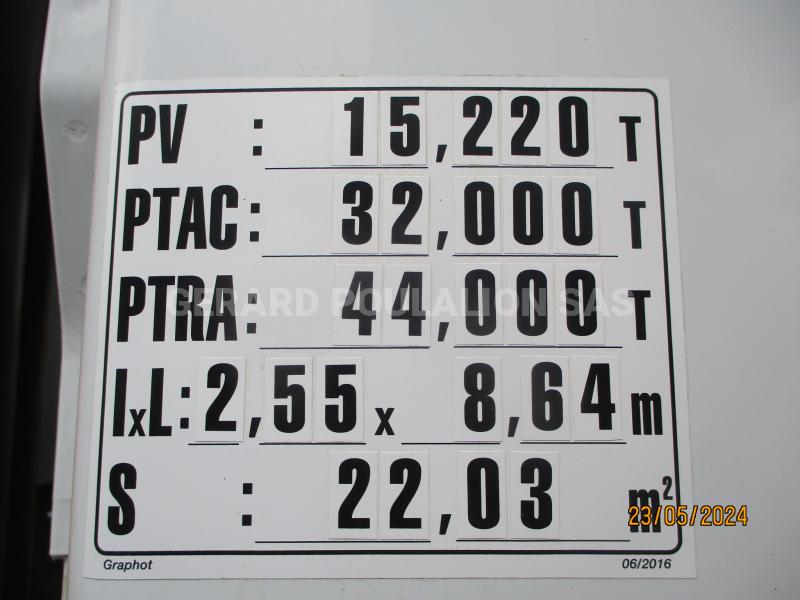 PV : 15,220 T
PTAC : 32,000 T
GERARD POULALION SAS
PTRA : 44,000 T
lxL : 2,55 x 8,64 m
S : 22,03 m²
23/05/2024
Graphot 06/2016